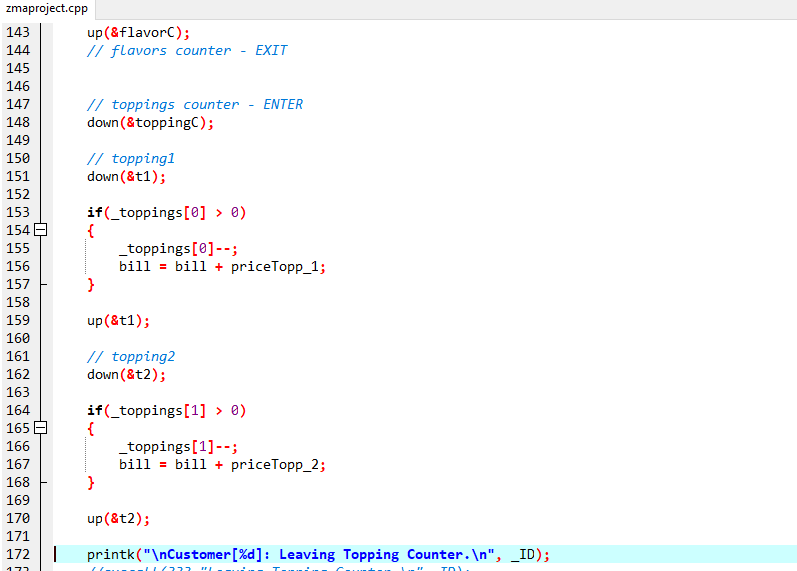 zmaproject.cpp
143 up(&flavorC);
144 // flavors counter - EXIT
145
146
147 // toppings counter - ENTER
148 down(&toppingC);
149
150 // topping1
151 down(&t1);
152
153 if(_toppings[0] > 0)
154 {
155 _toppings[0]--;
156 bill = bill + priceTopp_1;
157 }
158
159 up(&t1);
160
161 // topping2
162 down(&t2);
163
164 if(_toppings[1] > 0)
165 {
166 _toppings[1]--;
167 bill = bill + priceTopp_2;
168 }
169
170 up(&t2);
171
172 printk("\nCustomer[%d]: Leaving Topping Counter.\n", _ID);
173 "Leaving Topping Counter.\n", _ID);